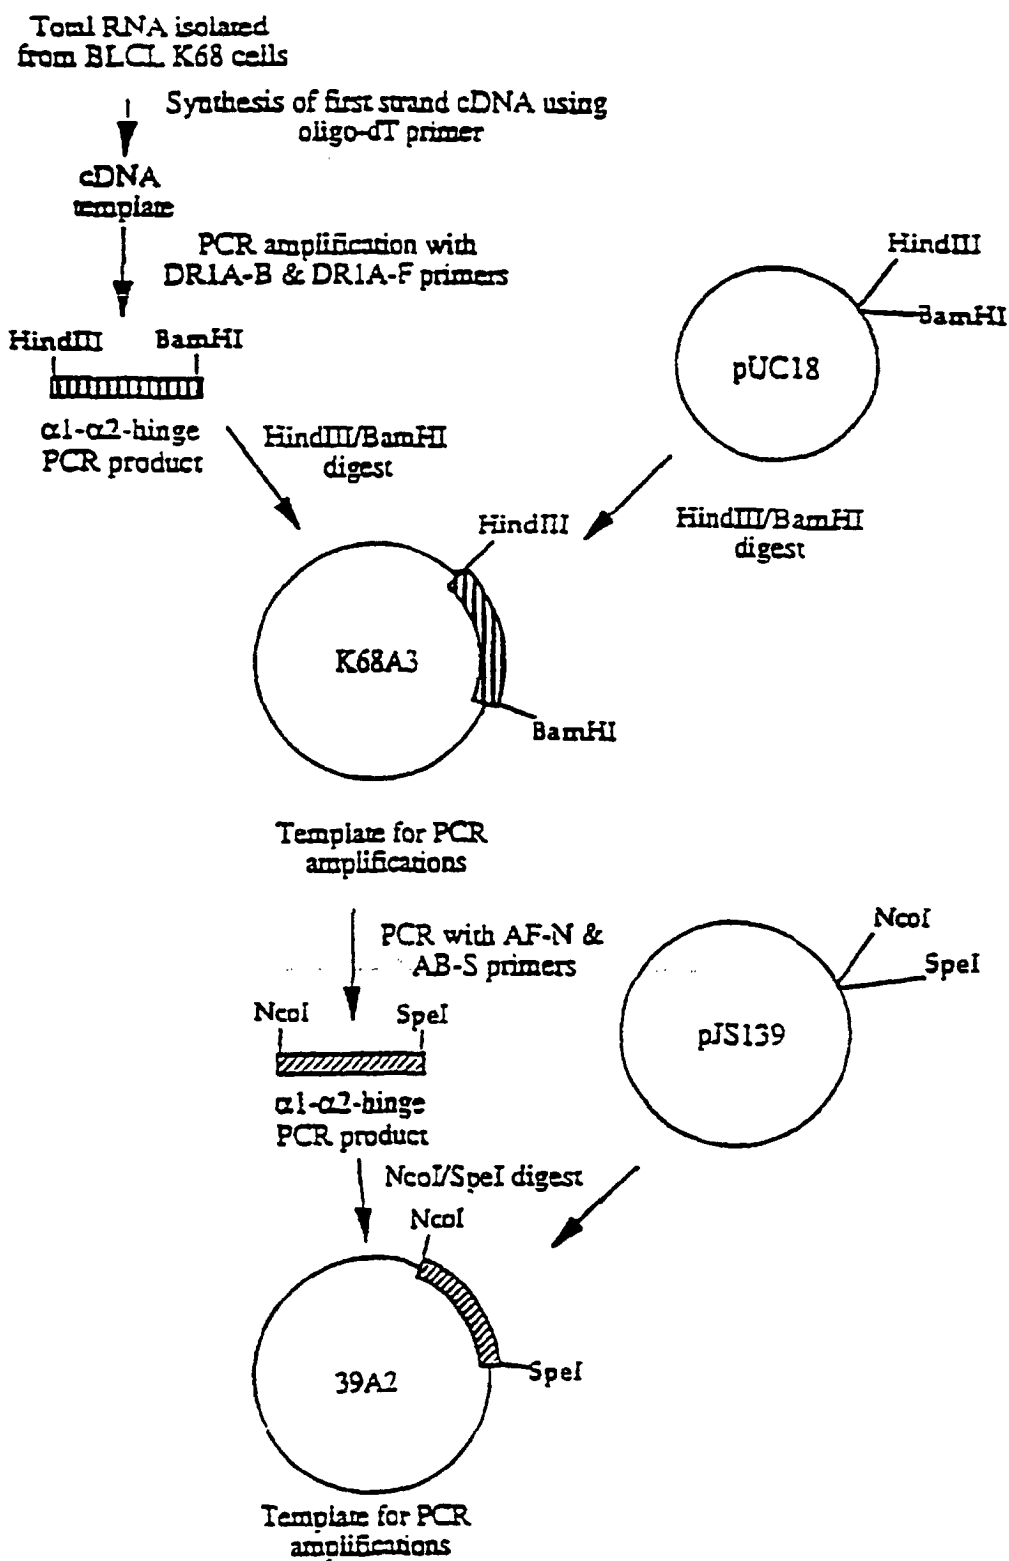 Total RNA isolated
from BLCL K68 cells
Synthesis of first strand cDNA using
oligo-dT primer
cDNA
template
PCR amplification with
DR1A-B & DR1A-F primers
HindIII
BamHI
HindIII
BamHI
pUC18
α1-α2-hinge
PCR product
HindIII/BamHI
digest
HindIII/BamHI
digest
HindIII
K68A3
BamHI
Template for PCR
amplifications
PCR with AF-N &
AB-S primers
NcoI
SpeI
NcoI
SpeI
pJS139
α1-α2-hinge
PCR product
NcoI/SpeI digest
NcoI
39A2
SpeI
Template for PCR
amplifications